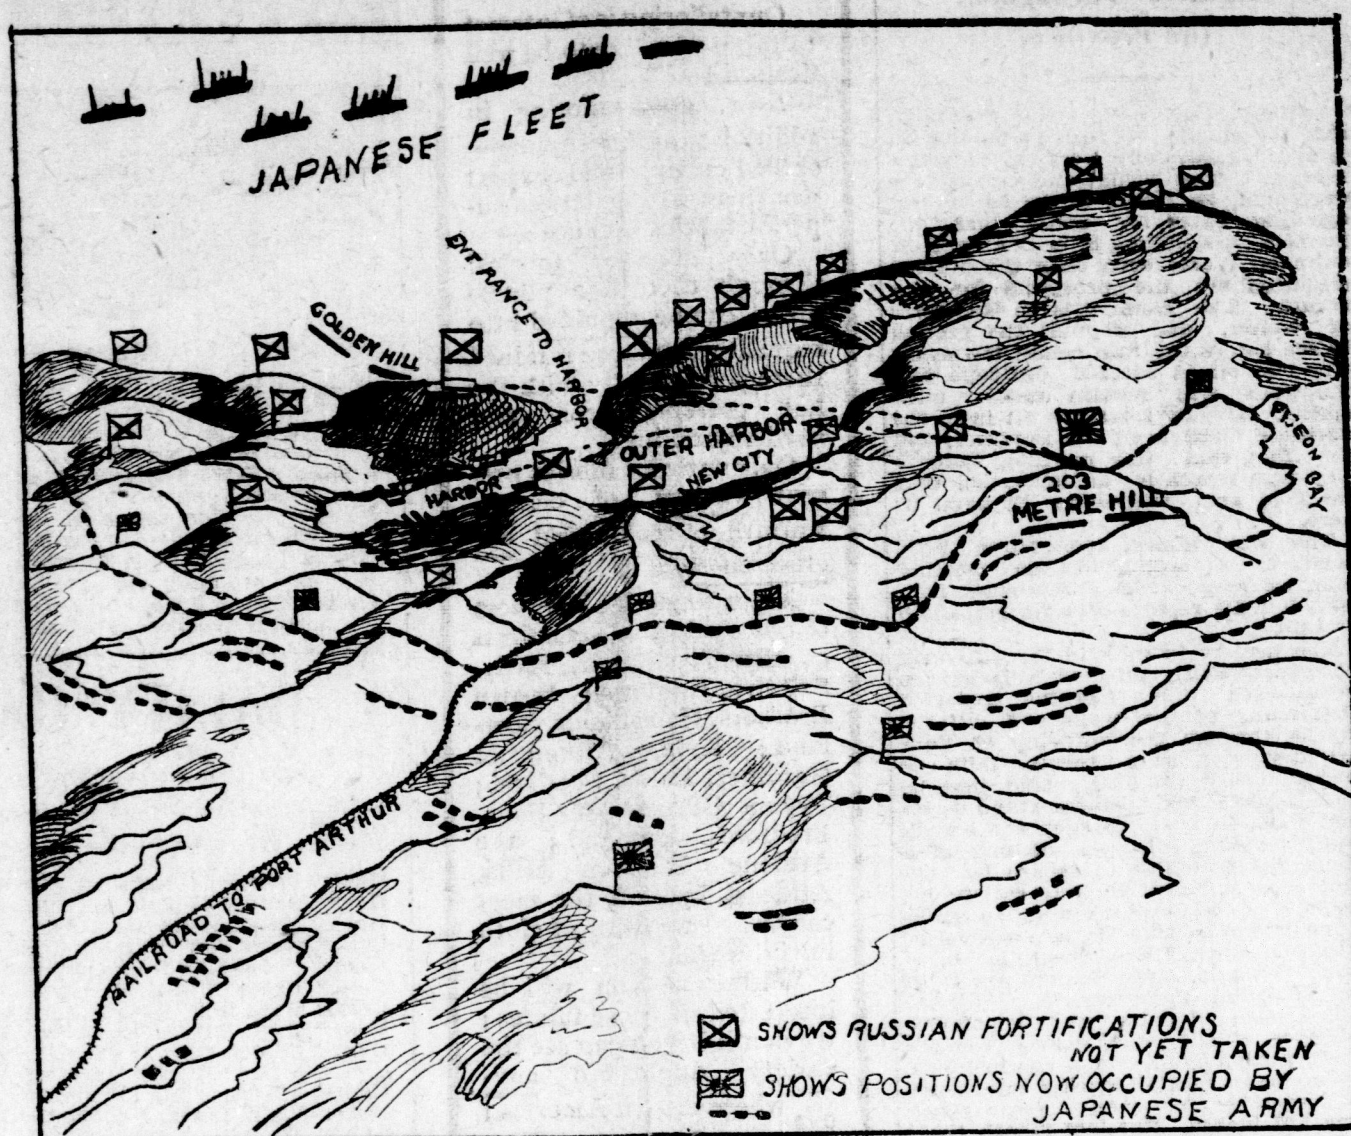 JAPANESE FLEET
ENTRANCE TO HARBOR
GOLDEN HILL
OUTER HARBOR
NEW CITY
HARBOR
PIGEON BAY
203
METRE HILL
RAILROAD TO PORT ARTHUR
SHOWS RUSSIAN FORTIFICATIONS
NOT YET TAKEN
SHOWS POSITIONS NOW OCCUPIED BY
JAPANESE ARMY